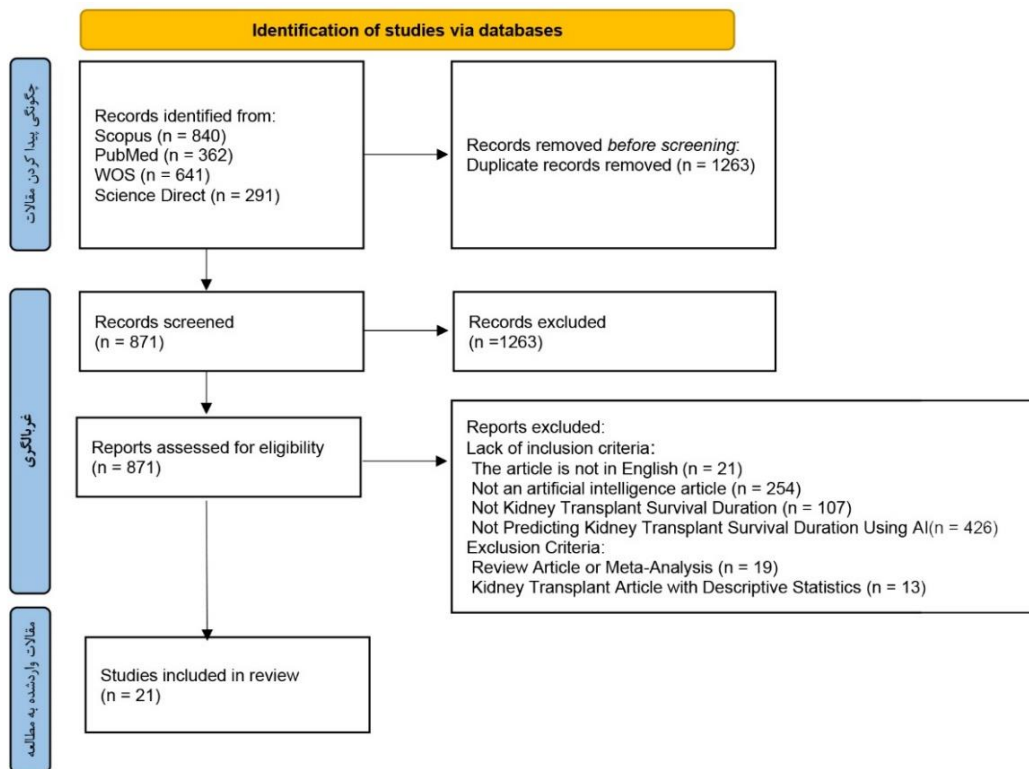 Identification of studies via databases
چگونگی پیدا کردن مقالات
Records identified from:
Scopus (n = 840)
PubMed (n = 362)
WOS (n = 641)
Science Direct (n = 291)
Records removed before screening:
Duplicate records removed (n = 1263)
غربالگری
Records screened
(n = 871)
Records excluded
(n =1263)
Reports assessed for eligibility
(n = 871)
Reports excluded:
Lack of inclusion criteria:
The article is not in English (n = 21)
Not an artificial intelligence article (n = 254)
Not Kidney Transplant Survival Duration (n = 107)
Not Predicting Kidney Transplant Survival Duration Using AI(n = 426)
Exclusion Criteria:
Review Article or Meta-Analysis (n = 19)
Kidney Transplant Article with Descriptive Statistics (n = 13)
مقالات واردشده به مطالعه
Studies included in review
(n = 21)